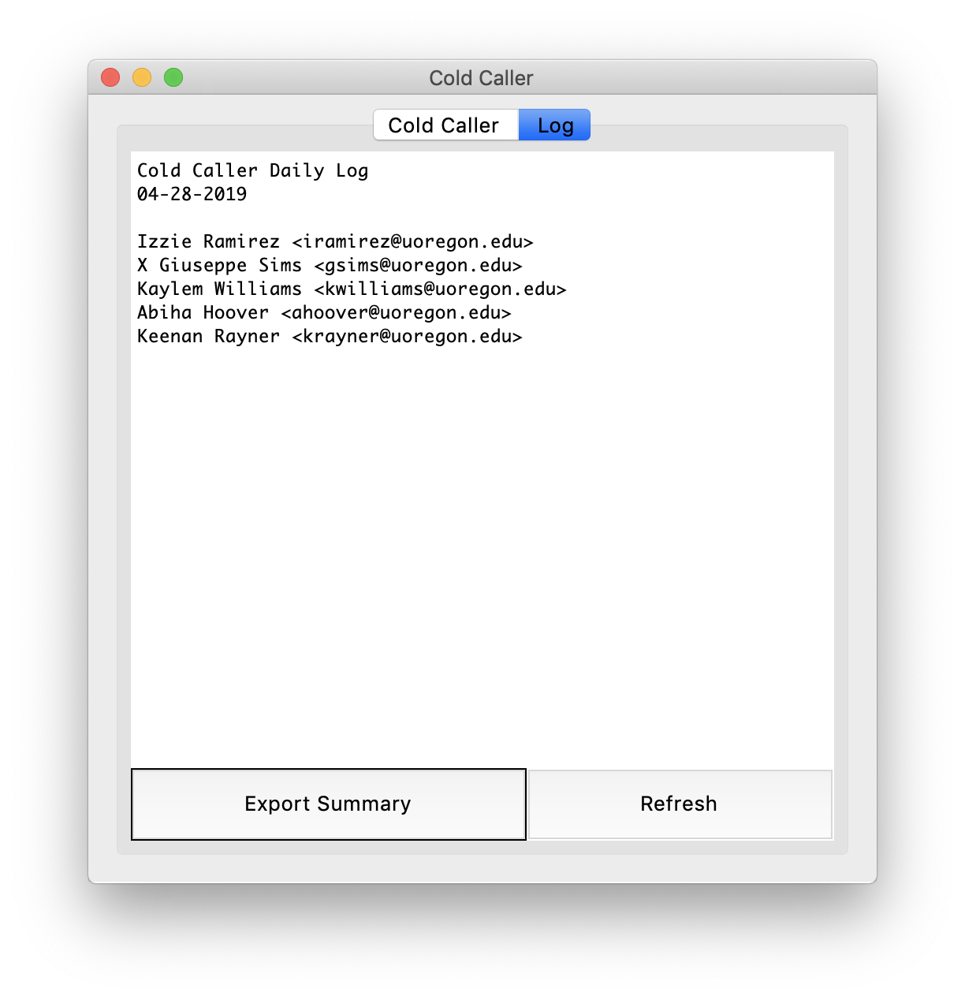 Cold Caller
Cold Caller Log
Cold Caller Daily Log
04-28-2019
Izzie Ramirez <iramirez@uoregon.edu>
X Giuseppe Sims <gsims@uoregon.edu>
Kaylem Williams <kwilliams@uoregon.edu>
Abiha Hoover <ahoover@uoregon.edu>
Keenan Rayner <krayner@uoregon.edu>
Export Summary Refresh